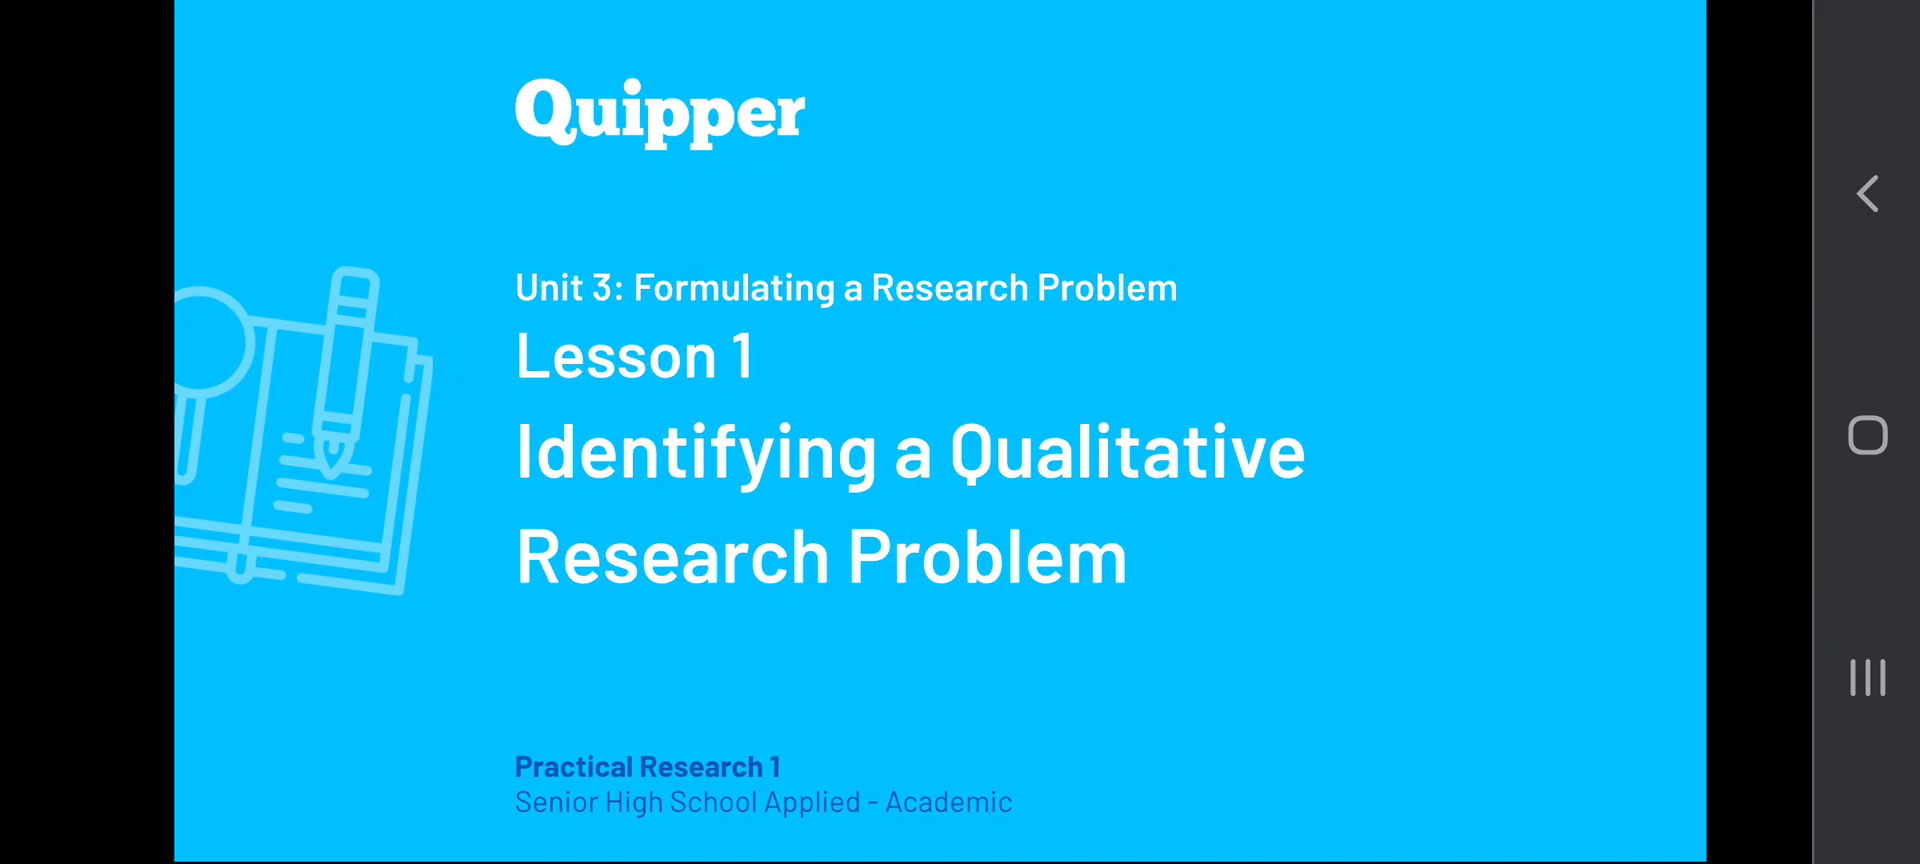 Quipper
Unit 3: Formulating a Research Problem
Lesson 1
Identifying a Qualitative
Research Problem
Practical Research 1
Senior High School Applied - Academic